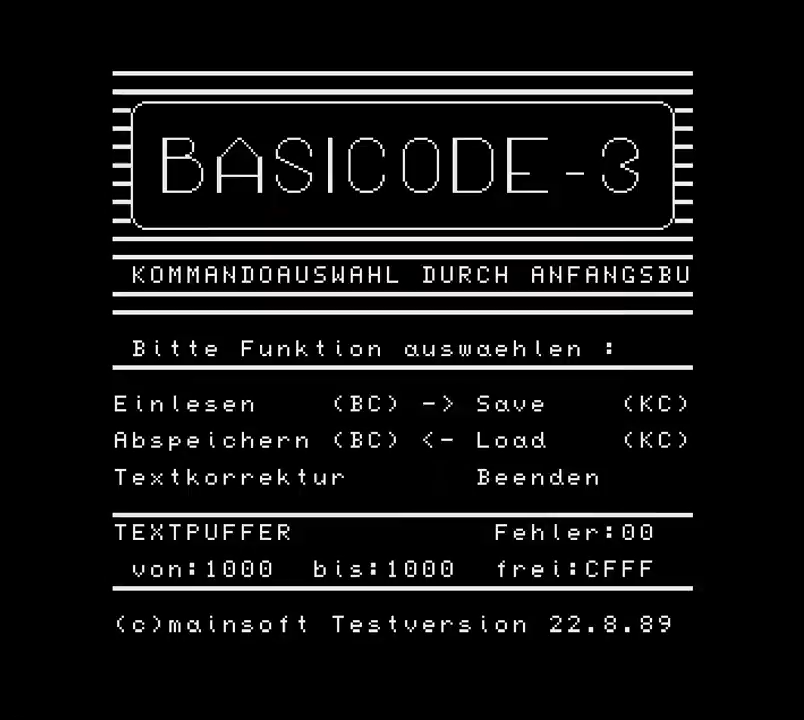 BASICODE-3
KOMMANDOAUSWAHL DURCH ANFANGSBU
Bitte Funktion auswaehlen :
Einlesen (BC) -> Save (KC)
Abspeichern (BC) <- Load (KC)
Textkorrektur Beenden
TEXTPUFFER Fehler:00
von:1000 bis:1000 frei:CFFF
(c)mainsoft Testversion 22.8.89